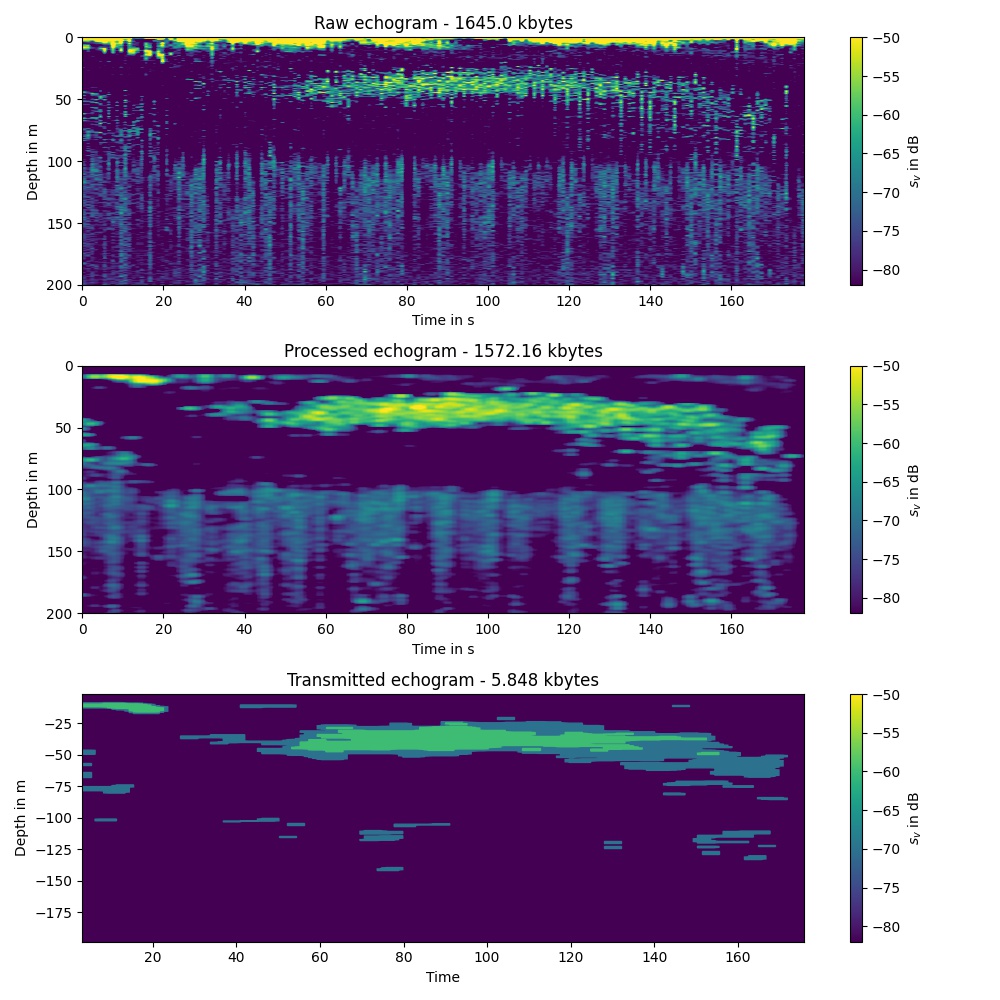 Raw echogram - 1645.0 kbytes
0
50
100
150
200
Depth in m
0 20 40 60 80 100 120 140 160
Time in s
−50
−55
−60
−65
−70
−75
−80
sv in dB
Processed echogram - 1572.16 kbytes
0
50
100
150
200
Depth in m
0 20 40 60 80 100 120 140 160
Time in s
−50
−55
−60
−65
−70
−75
−80
sv in dB
Transmitted echogram - 5.848 kbytes
−25
−50
−75
−100
−125
−150
−175
Depth in m
20 40 60 80 100 120 140 160
Time
−50
−55
−60
−65
−70
−75
−80
sv in dB